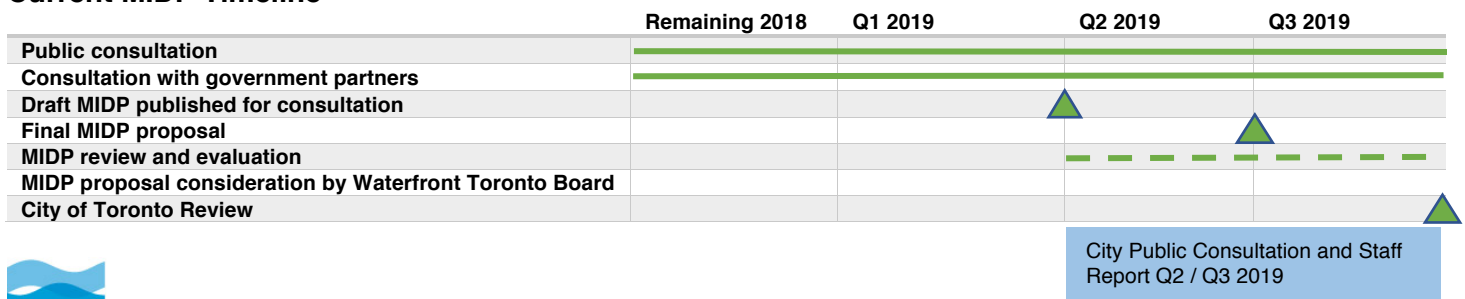 Remaining 2018 Q1 2019 Q2 2019 Q3 2019
Public consultation
Consultation with government partners
Draft MIDP published for consultation
Final MIDP proposal
MIDP review and evaluation
MIDP proposal consideration by Waterfront Toronto Board
City of Toronto Review
City Public Consultation and Staff
Report Q2 / Q3 2019